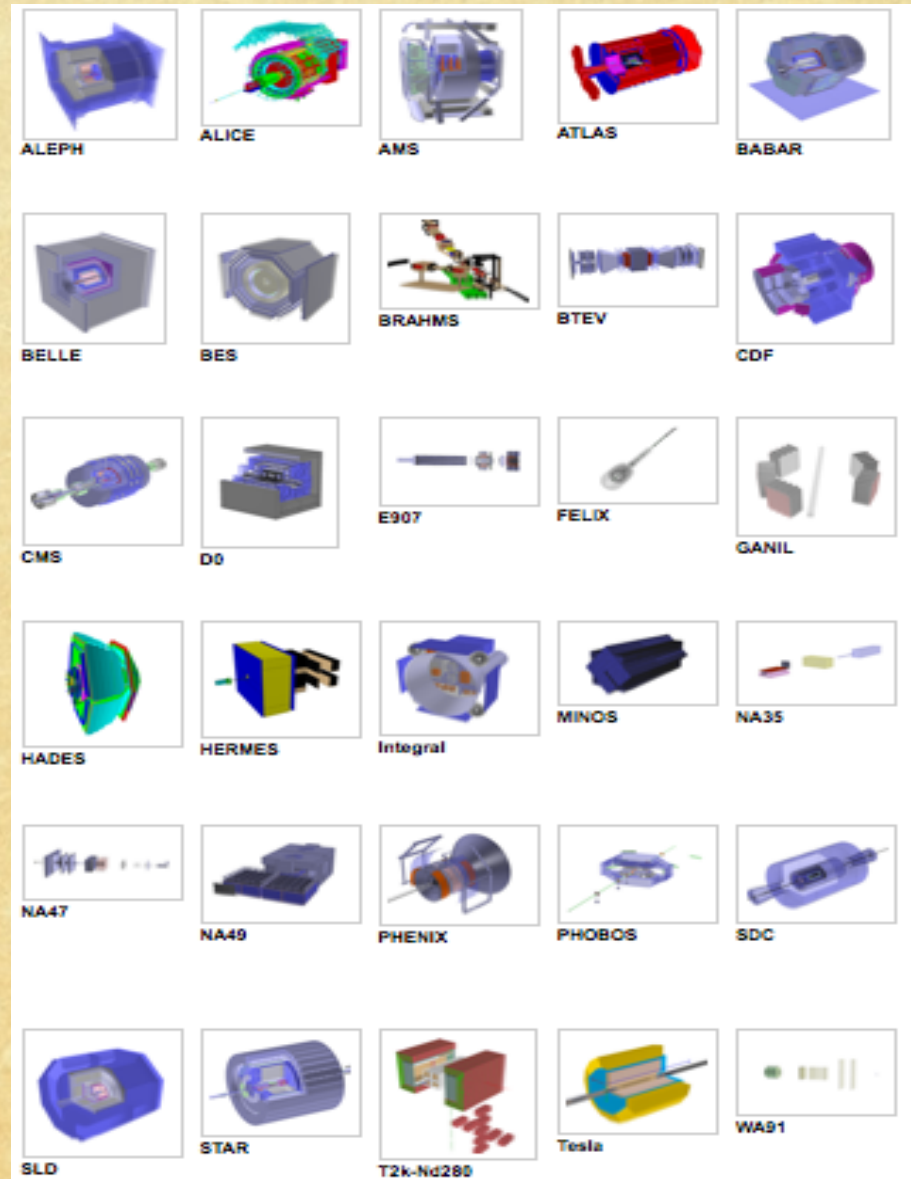 ALEPH
ALICE
AMS
ATLAS
BABAR
BELLE
BES
BRAHMS
BTEV
CDF
CMS
D0
E907
FELIX
GANIL
HADES
HERMES
Integral
MINOS
NA35
NA47
NA49
PHENIX
PHOBOS
SDC
SLD
STAR
T2k-Nd280
Tesla
WA91